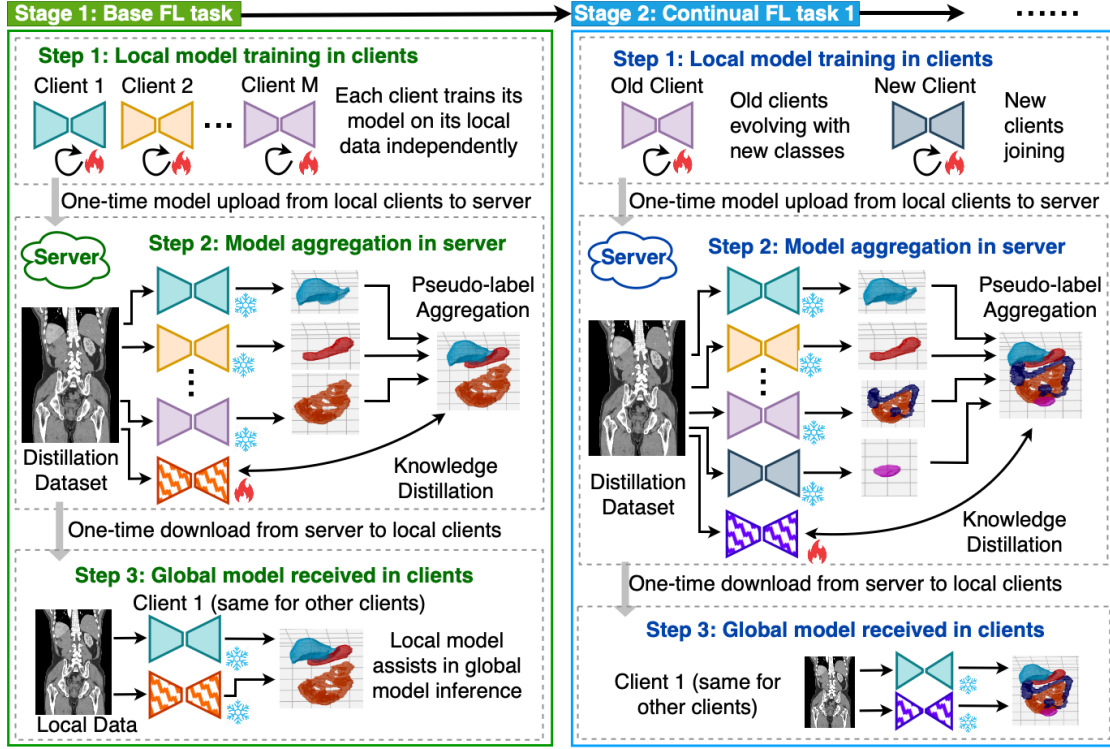 Stage 1: Base FL task
Step 1: Local model training in clients
Client 1
Client 2
Client M
Each client trains its
model on its local
data independently
One-time model upload from local clients to server
Server
Step 2: Model aggregation in server
Pseudo-label
Aggregation
Distillation
Dataset
Knowledge
Distillation
One-time download from server to local clients
Step 3: Global model received in clients
Client 1 (same for other clients)
Local model
assists in global
model inference
Local Data
Stage 2: Continual FL task 1
Step 1: Local model training in clients
Old Client
Old clients
evolving with
new classes
New Client
New
clients
joining
One-time model upload from local clients to server
Server
Step 2: Model aggregation in server
Pseudo-label
Aggregation
Distillation
Dataset
Knowledge
Distillation
One-time download from server to local clients
Step 3: Global model received in clients
Client 1 (same for
other clients)